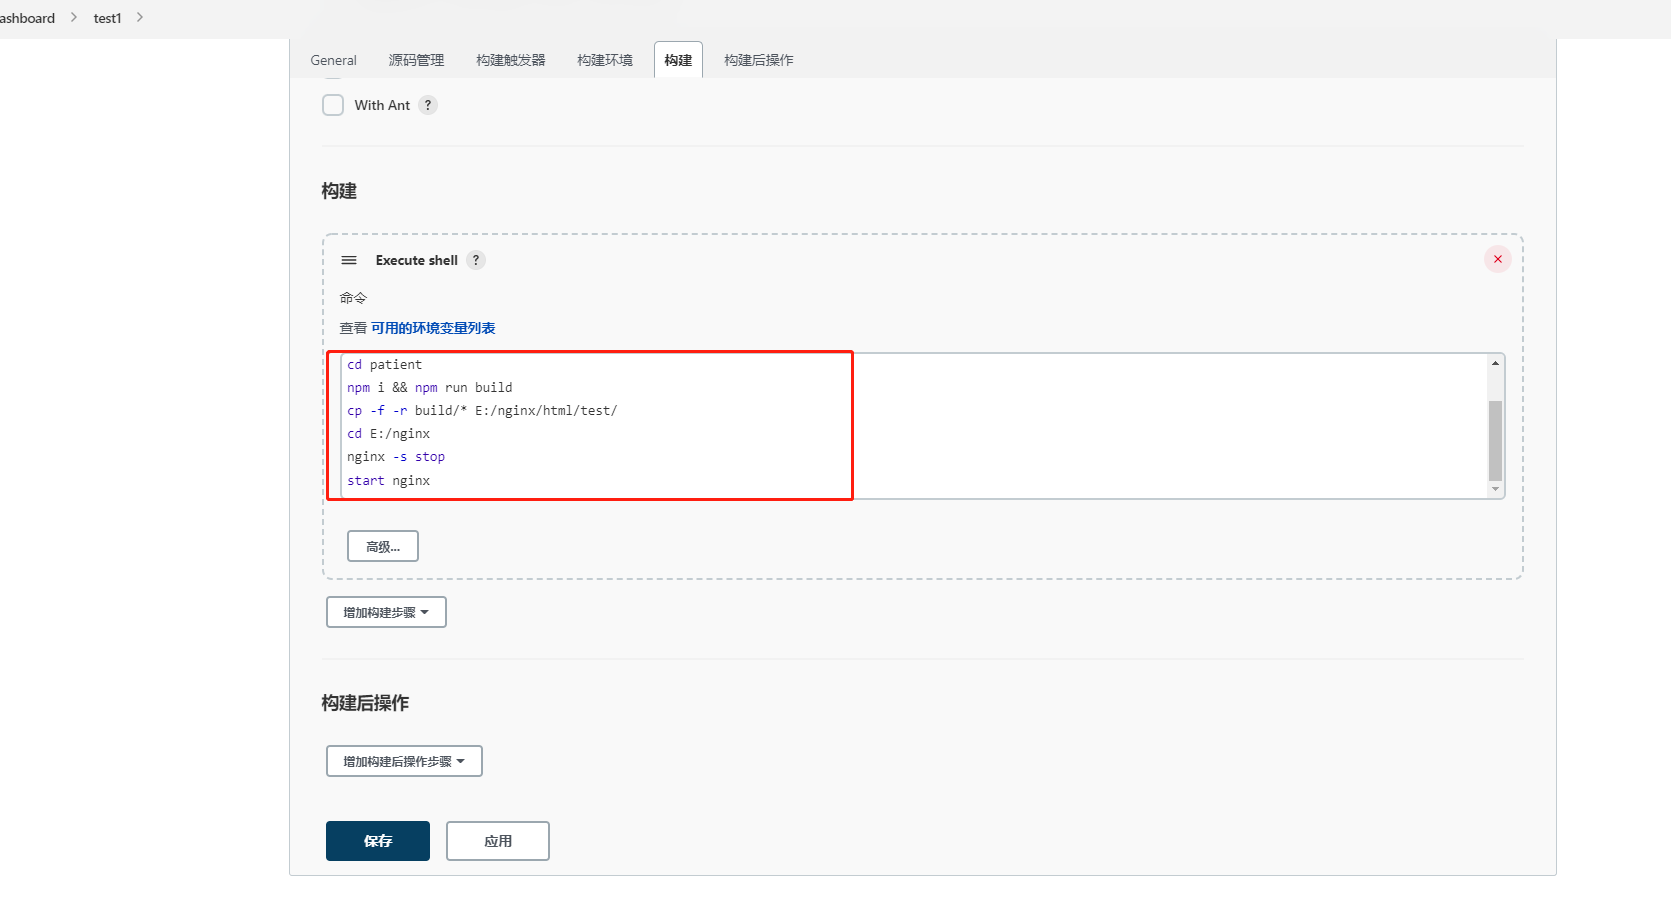 ashboard
test1
General 源码管理 构建触发器 构建环境 构建 构建后操作
With Ant ?
构建
Execute shell ?
命令
查看 可用的环境变量列表
cd patient
npm i && npm run build
cp -f -r build/* E:/nginx/html/test/
cd E:/nginx
nginx -s stop
start nginx
高级...
增加构建步骤
构建后操作
增加构建后操作步骤
保存 应用